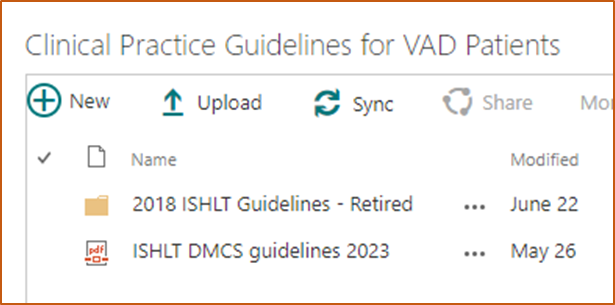 Clinical Practice Guidelines for VAD Patients
New Upload Sync Share
Name Modified
2018 ISHLT Guidelines - Retired ... June 22
pdf ISHLT DMCS guidelines 2023 ... May 26